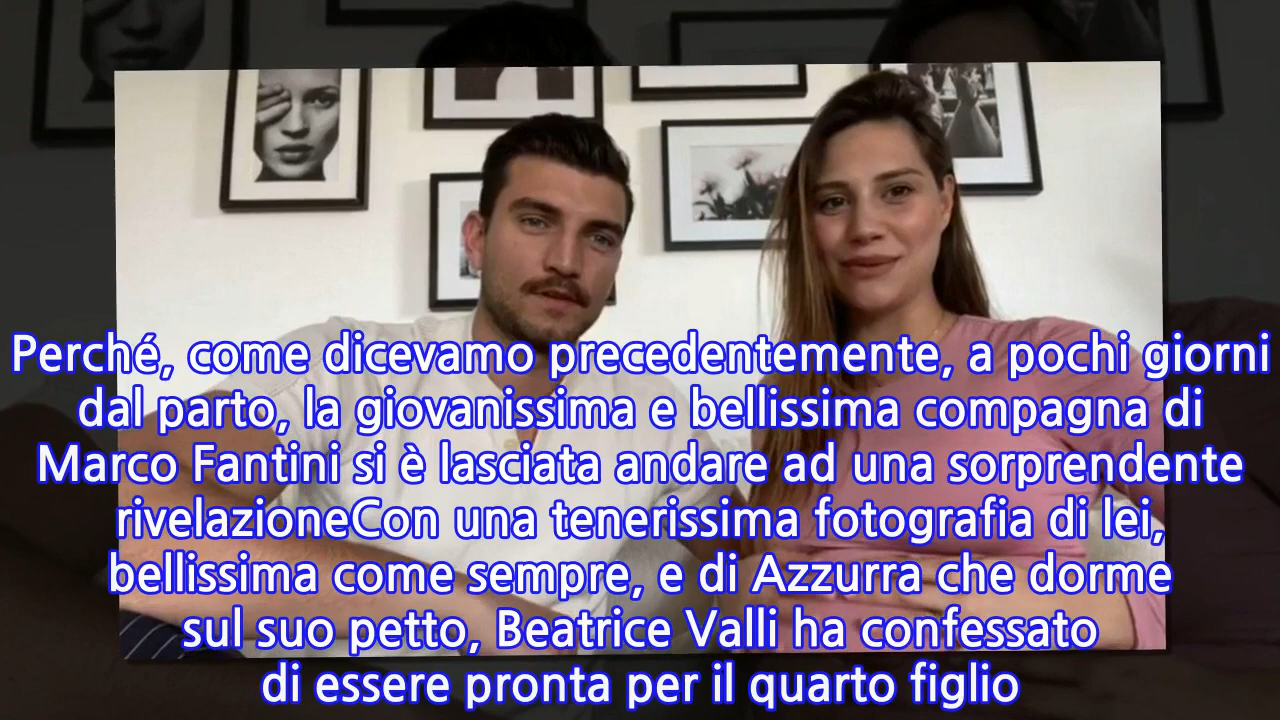 Perché, come dicevamo precedentemente, a pochi giorni
dal parto, la giovanissima e bellissima compagna di
Marco Fantini si è lasciata andare ad una sorprendente
rivelazioneCon una tenerissima fotografia di lei,
bellissima come sempre, e di Azzurra che dorme
sul suo petto, Beatrice Valli ha confessato
di essere pronta per il quarto figlio